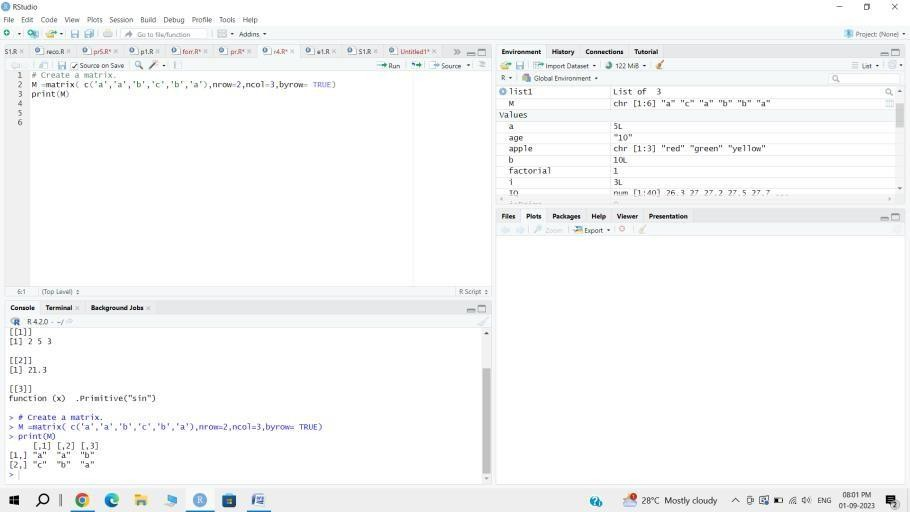 RStudio
File Edit Code View Plots Session Build Debug Profile Tools Help
Go to file/function Addins Project: (None)
S1.R reco.R prS.R* p1.R forr.R* pr.R* r4.R* e1.R S1.R Untitled1*
Source on Save Run Source
1 # Create a matrix.
2 M =matrix( c('a','a','b','c','b','a'),nrow=2,ncol=3,byrow= TRUE)
3 print(M)
4
5
6
6:1 (Top Level) R Script
Console Terminal Background Jobs
R 4.2.0 · ~/
[[1]]
[1] 2 5 3
[[2]]
[1] 21.3
[[3]]
function (x) .Primitive("sin")
> # Create a matrix.
> M =matrix( c('a','a','b','c','b','a'),nrow=2,ncol=3,byrow= TRUE)
> print(M)
[,1] [,2] [,3]
[1,] "a" "a" "b"
[2,] "c" "b" "a"
>
Environment History Connections Tutorial
Import Dataset 122 MiB List
R Global Environment
list1 List of 3
M chr [1:6] "a" "c" "a" "b" "b" "a"
Values
a 5L
age "10"
apple chr [1:3] "red" "green" "yellow"
b 10L
factorial 1
i 3L
IQ num [1:40] 26.3 27 27.2 27.5 27.7 ...
Files Plots Packages Help Viewer Presentation
Zoom Export
28°C Mostly cloudy ENG 08:01 PM
01-09-2023 2